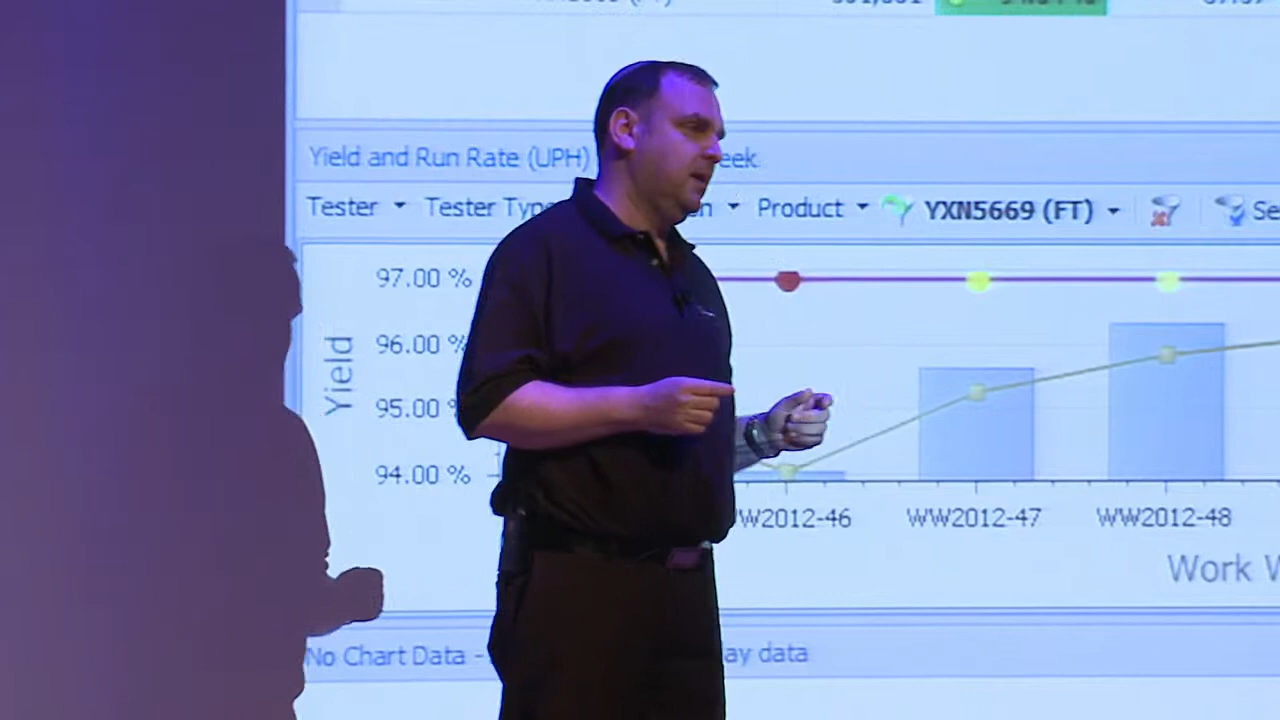 Yield and Run Rate (UPH) eek
Tester Tester Typ n Product YXN5669 (FT) Se
97.00 %
96.00 %
95.00 %
94.00 %
Yield
WW2012-46 WW2012-47 WW2012-48
Work W
No Chart Data - ay data